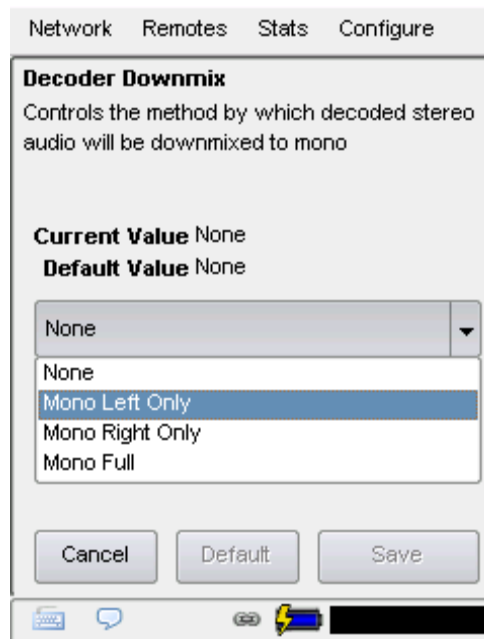 Network Remotes Stats Configure
Decoder Downmix
Controls the method by which decoded stereo
audio will be downmixed to mono
Current Value None
Default Value None
None
None
Mono Left Only
Mono Right Only
Mono Full
Cancel Default Save